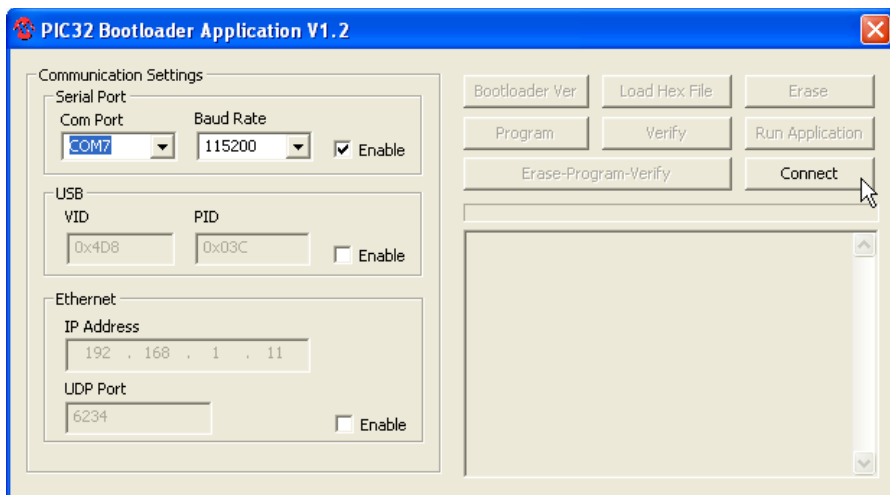 PIC32 Bootloader Application V1.2
Communication Settings
Serial Port
Com Port Baud Rate
COM7 115200 Enable
USB
VID PID
0x4D8 0x03C Enable
Ethernet
IP Address
192 . 168 . 1 . 11
UDP Port
6234 Enable
Bootloader Ver Load Hex File Erase
Program Verify Run Application
Erase-Program-Verify Connect